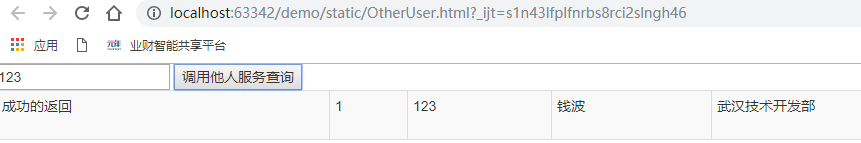 localhost:63342/demo/static/OtherUser.html?_ijt=s1n43lfplfnrbs8rci2slngh46
应用 业财智能共享平台
123 调用他人服务查询
成功的返回 1 123 钱波 武汉技术开发部